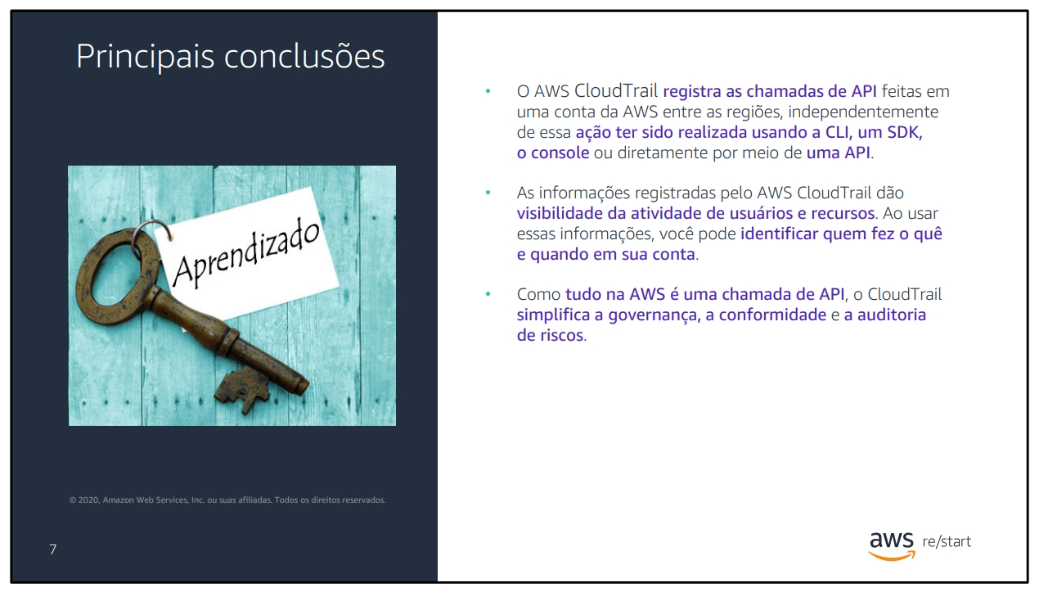 Principais conclusões
Aprendizado
© 2020, Amazon Web Services, Inc. ou suas afiliadas. Todos os direitos reservados.
7
• O AWS CloudTrail registra as chamadas de API feitas em
uma conta da AWS entre as regiões, independentemente
de essa ação ter sido realizada usando a CLI, um SDK,
o console ou diretamente por meio de uma API.
• As informações registradas pelo AWS CloudTrail dão
visibilidade da atividade de usuários e recursos. Ao usar
essas informações, você pode identificar quem fez o quê
e quando em sua conta.
• Como tudo na AWS é uma chamada de API, o CloudTrail
simplifica a governança, a conformidade e a auditoria
de riscos.
aws re/start